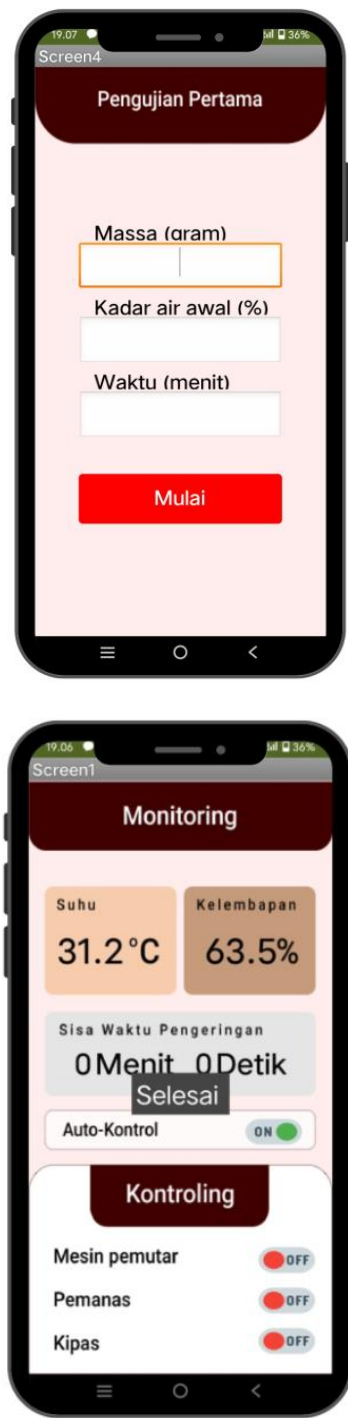 19.07 36%
Screen4
Pengujian Pertama
Massa (gram)
Kadar air awal (%)
Waktu (menit)
Mulai
19.06 36%
Screen1
Monitoring
Suhu Kelembapan
31.2°C 63.5%
Sisa Waktu Pengeringan
0 Menit 0 Detik
Selesai
Auto-Kontrol ON
Kontroling
Mesin pemutar OFF
Pemanas OFF
Kipas OFF